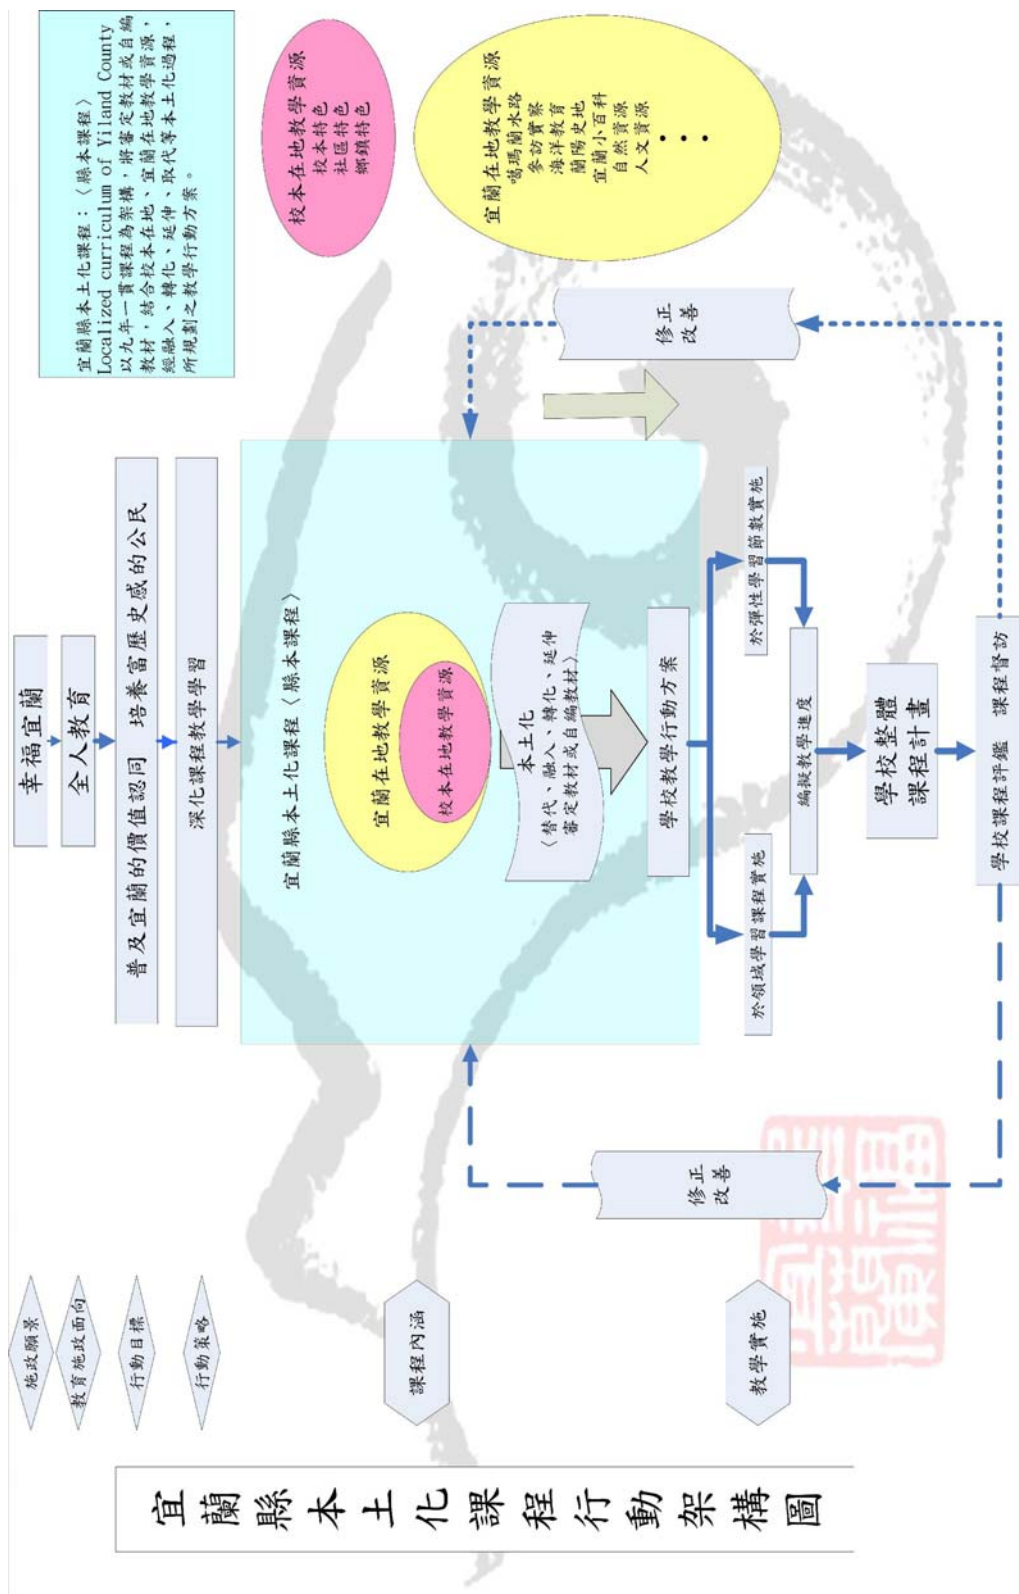 宜蘭縣本土化課程行動架構圖
施政願景
幸福宜蘭
教育施政面向
全人教育
行動目標
普及宜蘭的價值認同　培養富歷史感的公民
行動策略
深化課程教學學習
宜蘭縣本土化課程：〈縣本課程〉
Localized curriculum of Yiland County
以九年一貫課程為架構，將審定教材或自編
教材，結合校本在地、宜蘭在地教學資源，
經融入、轉化、延伸、取代等本土化過程，
所規劃之教學行動方案。
課程內涵
宜蘭縣本土化課程〈縣本課程〉
宜蘭在地教學資源
校本在地教學資源
本土化
〈替代、融入、轉化、延伸
審定教材或自編教材〉
學校教學行動方案
校本在地教學資源
校本特色
社區特色
鄉鎮特色
宜蘭在地教學資源
噶瑪蘭水路
參訪實察
海洋教育
蘭陽史地
宜蘭小百科
自然資源
人文資源
教學實施
修正
改善
於領域學習課程實施
於彈性學習節數實施
修正
改善
編擬教學進度
學校整體
課程計畫
學校課程評鑑　課程督訪